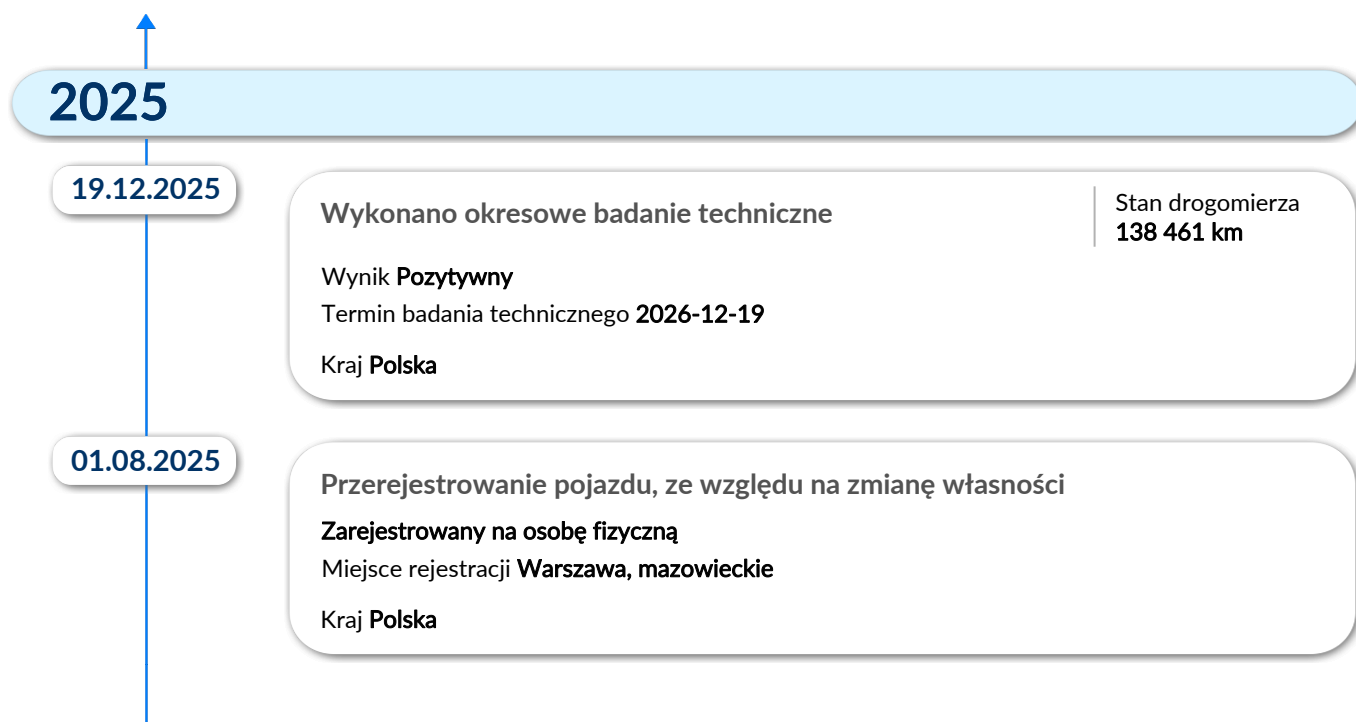 2025
19.12.2025
Wykonano okresowe badanie techniczne
Stan drogomierza
138 461 km
Wynik Pozytywny
Termin badania technicznego 2026-12-19
Kraj Polska
01.08.2025
Przerejestrowanie pojazdu, ze względu na zmianę własności
Zarejestrowany na osobę fizyczną
Miejsce rejestracji Warszawa, mazowieckie
Kraj Polska